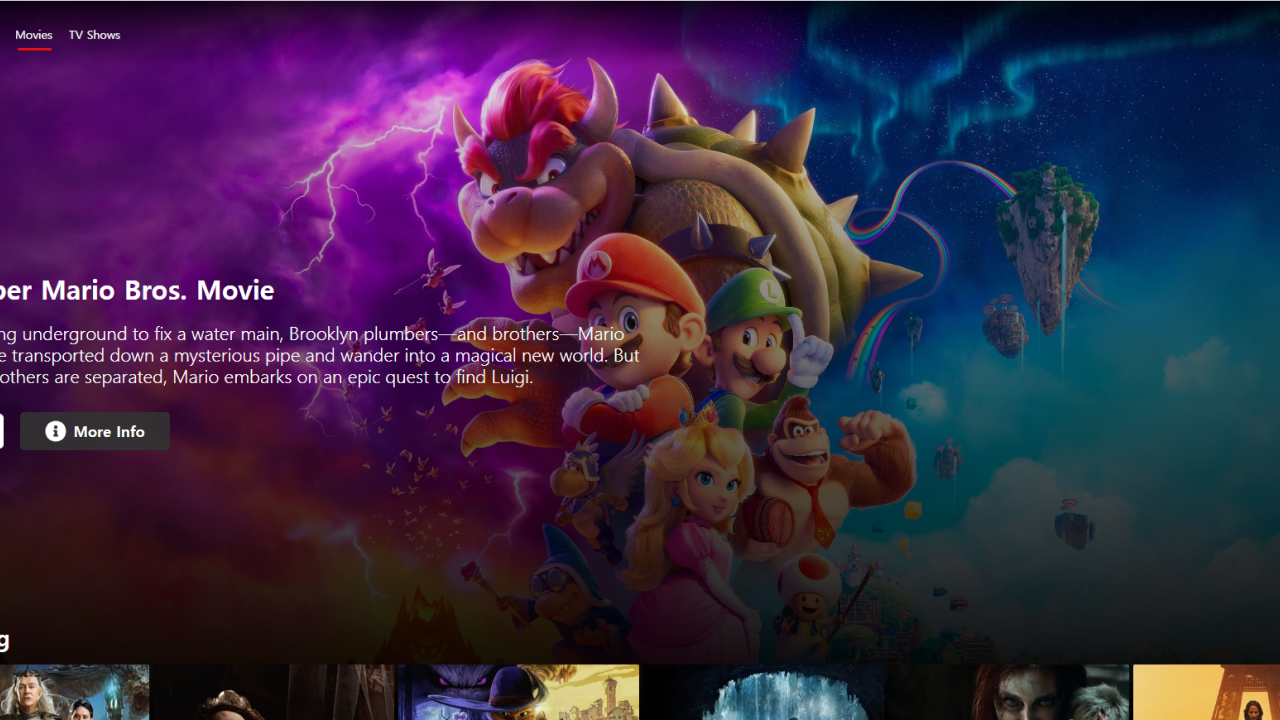 Movies TV Shows
per Mario Bros. Movie
ng underground to fix a water main, Brooklyn plumbers—and brothers—Mario
e transported down a mysterious pipe and wander into a magical new world. But
others are separated, Mario embarks on an epic quest to find Luigi.
More Info
g
M
L
DK